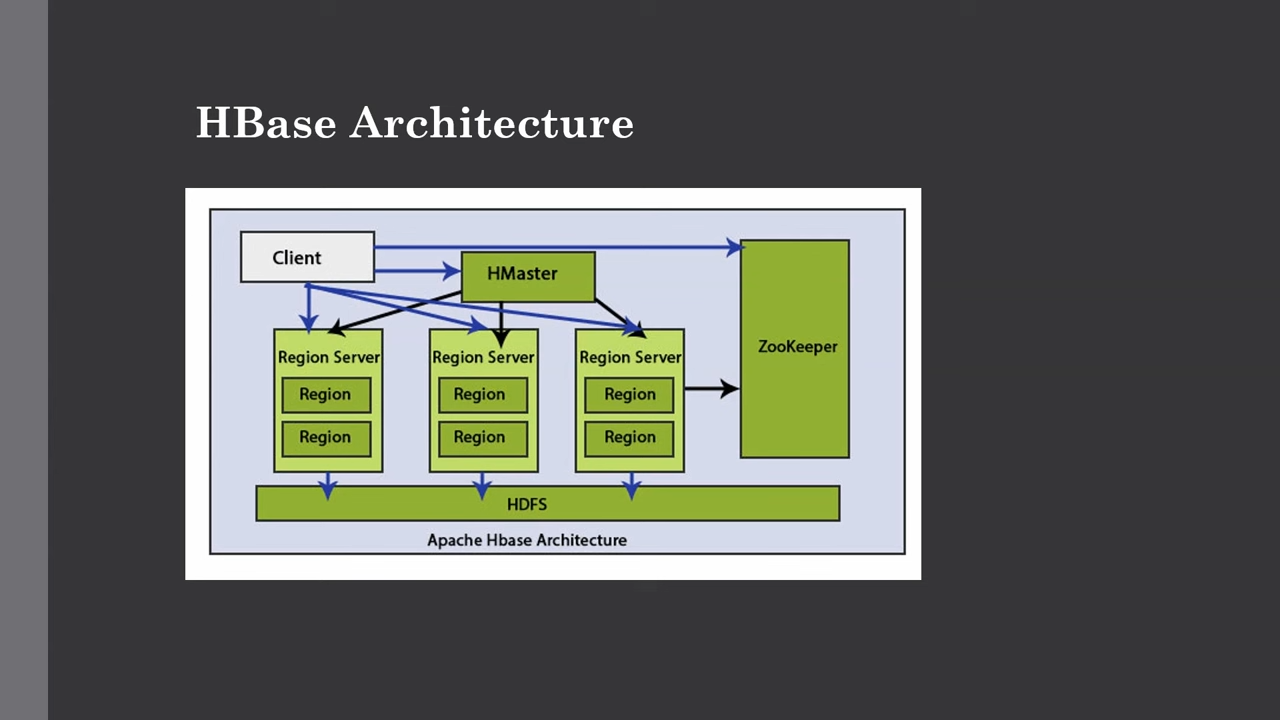 HBase Architecture
Client
HMaster
ZooKeeper
Region Server
Region
Region
Region Server
Region
Region
Region Server
Region
Region
HDFS
Apache Hbase Architecture